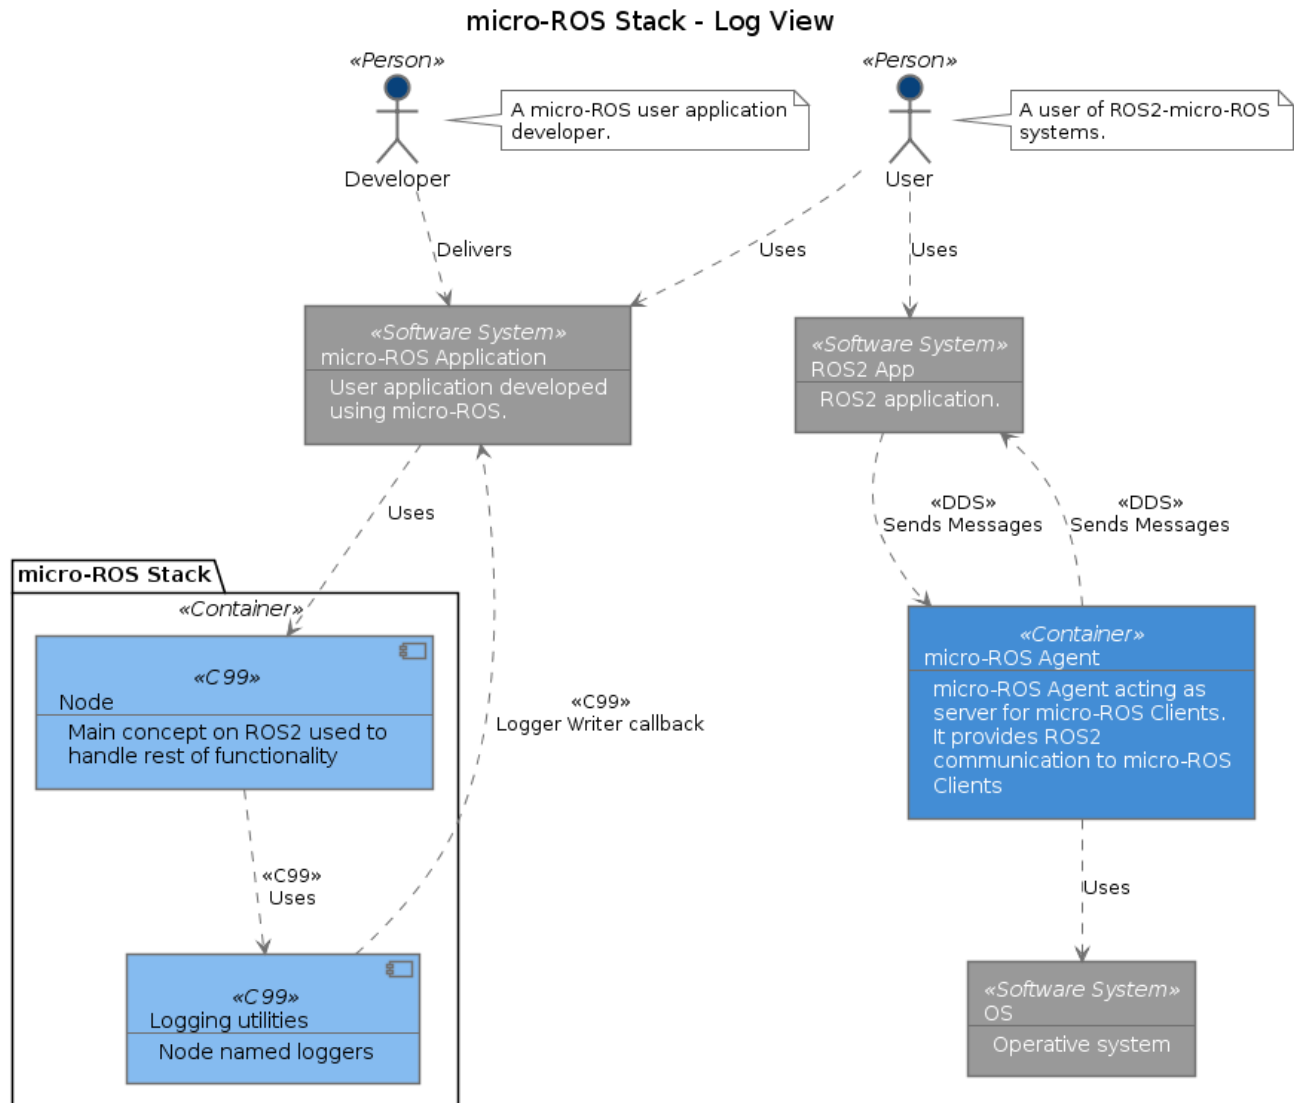 micro-ROS Stack - Log View
«Person»
Developer
A micro-ROS user application
developer.
«Person»
User
A user of ROS2-micro-ROS
systems.
Delivers
Uses
Uses
«Software System»
micro-ROS Application
User application developed
using micro-ROS.
«Software System»
ROS2 App
ROS2 application.
Uses
«DDS»
Sends Messages
«DDS»
Sends Messages
micro-ROS Stack
«Container»
«C99»
Node
Main concept on ROS2 used to
handle rest of functionality
«C99»
Logger Writer callback
«Container»
micro-ROS Agent
micro-ROS Agent acting as
server for micro-ROS Clients.
It provides ROS2
communication to micro-ROS
Clients
«C99»
Uses
Uses
«C99»
Logging utilities
Node named loggers
«Software System»
OS
Operative system